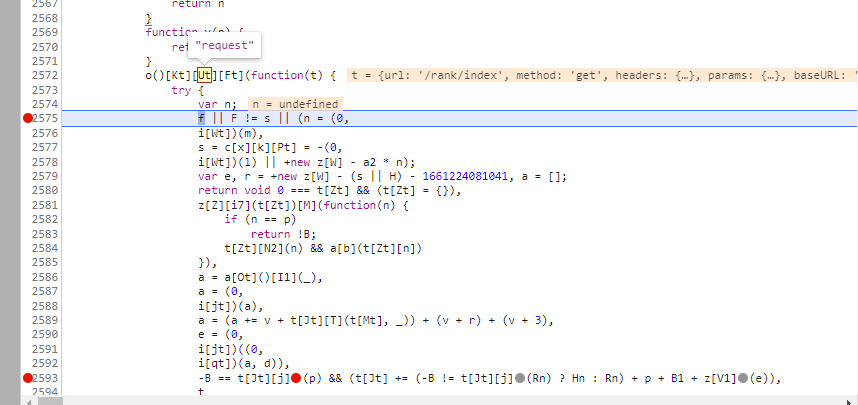 2567 return n
2568 }
2569 function v(n) {
"request"
2570 ret
2571 }
2572 o()[Kt][Ut][Ft](function(t) { t = {url: '/rank/index', method: 'get', headers: {…}, params: {…}, baseURL: '
2573 try {
2574 var n; n = undefined
2575 f || F != s || (n = (0,
2576 i[Wt])(m),
2577 s = c[x][k][Pt] = -(0,
2578 i[Wt])(l) || +new z[W] - a2 * n);
2579 var e, r = +new z[W] - (s || H) - 1661224081041, a = [];
2580 return void 0 === t[Zt] && (t[Zt] = {}),
2581 z[Z][i7](t[Zt])[M](function(n) {
2582 if (n == p)
2583 return !B;
2584 t[Zt][N2](n) && a[b](t[Zt][n])
2585 }),
2586 a = a[Ot]()[I1](_),
2587 a = (0,
2588 i[jt])(a),
2589 a = (a += v + t[Jt][T](t[Mt], _)) + (v + r) + (v + 3),
2590 e = (0,
2591 i[jt])((0,
2592 i[qt])(a, d)),
2593 -B == t[Jt][j](p) && (t[Jt] += (-B != t[Jt][j](Rn) ? Hn : Rn) + p + B1 + z[V1](e)),
2594 t